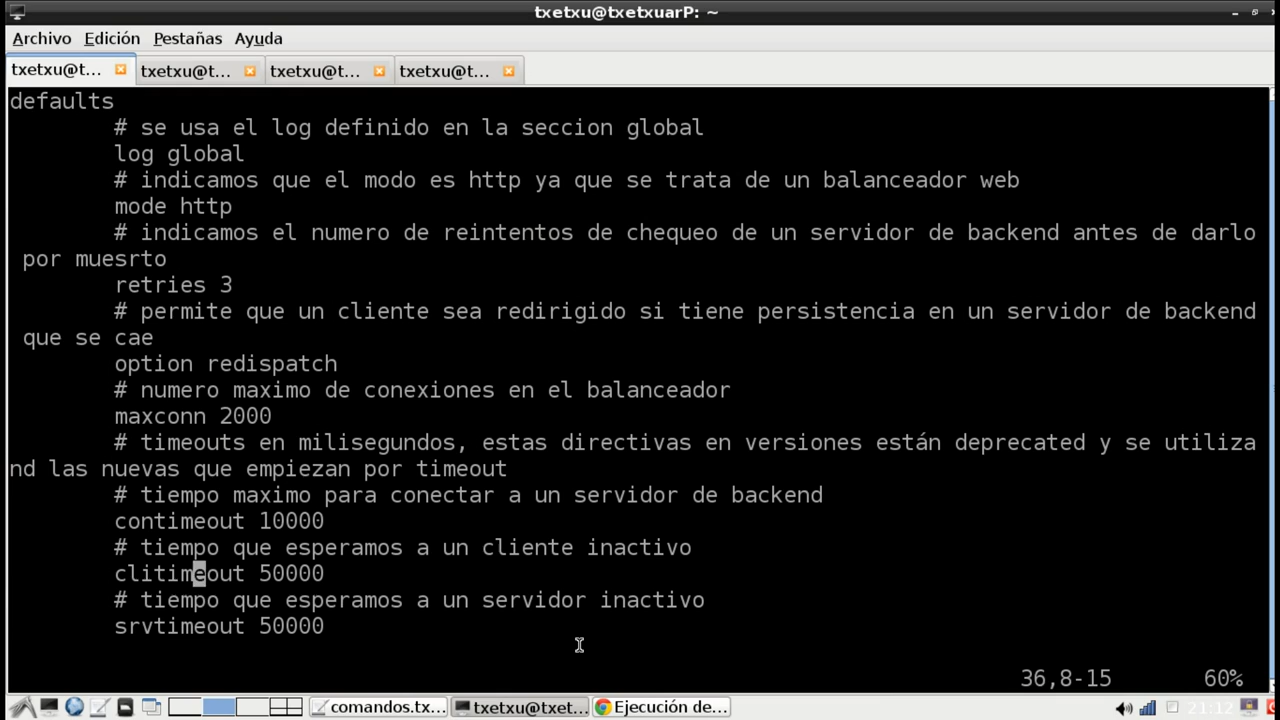 txetxu@txetxuarP: ~
Archivo Edición Pestañas Ayuda
txetxu@t... txetxu@t... txetxu@t... txetxu@t...
defaults
# se usa el log definido en la seccion global
log global
# indicamos que el modo es http ya que se trata de un balanceador web
mode http
# indicamos el numero de reintentos de chequeo de un servidor de backend antes de darlo
por muesrto
retries 3
# permite que un cliente sea redirigido si tiene persistencia en un servidor de backend
que se cae
option redispatch
# numero maximo de conexiones en el balanceador
maxconn 2000
# timeouts en milisegundos, estas directivas en versiones están deprecated y se utiliza
nd las nuevas que empiezan por timeout
# tiempo maximo para conectar a un servidor de backend
contimeout 10000
# tiempo que esperamos a un cliente inactivo
clitimeout 50000
# tiempo que esperamos a un servidor inactivo
srvtimeout 50000
36,8-15 60%
comandos.tx... txetxu@txet... Ejecución de... 21:12